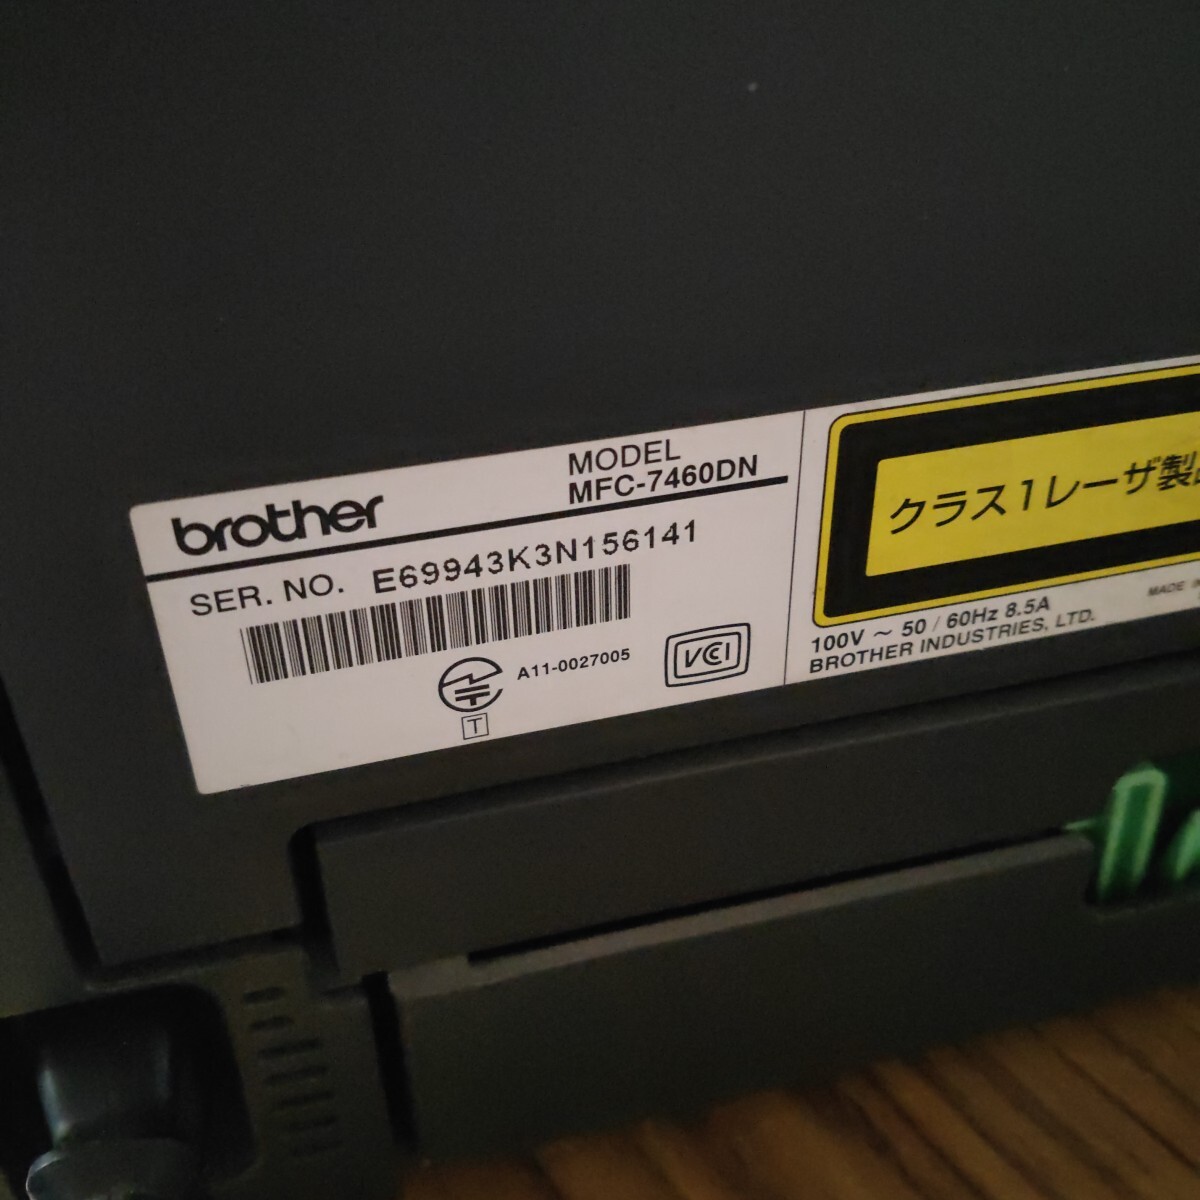 brother
MODEL
MFC-7460DN
SER. NO. E69943K3N156141
A11-0027005
T
VCI
クラス1レーザ製
100V ~ 50 / 60Hz 8.5A
BROTHER INDUSTRIES, LTD.
MADE